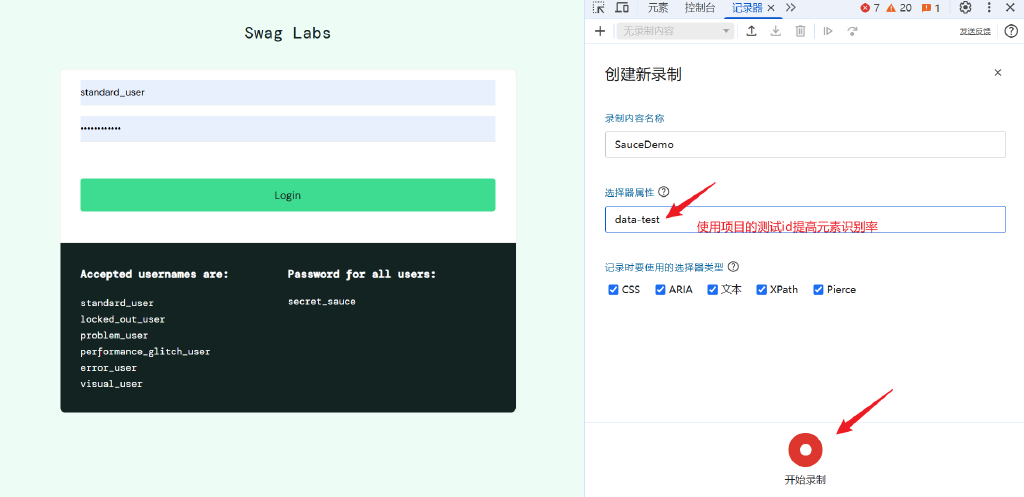 Swag Labs
standard_user
••••••••••••
Login
Accepted usernames are:
standard_user
locked_out_user
problem_user
performance_glitch_user
error_user
visual_user
Password for all users:
secret_sauce
元素 控制台 记录器 7 20 1
无录制内容 发送反馈
创建新录制
录制内容名称
SauceDemo
选择器属性
data-test
使用项目的测试id提高元素识别率
记录时要使用的选择器类型
CSS ARIA 文本 XPath Pierce
开始录制